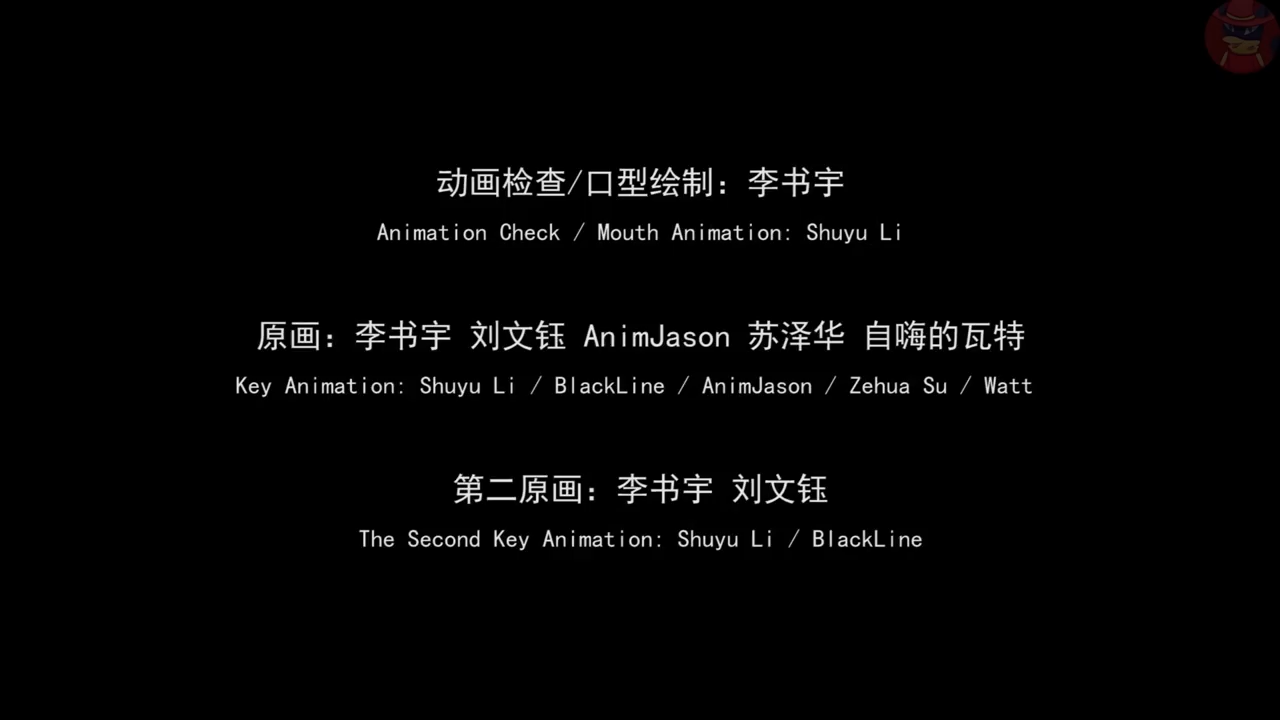 动画检查/口型绘制：李书宇
Animation Check / Mouth Animation: Shuyu Li
原画：李书宇 刘文钰 AnimJason 苏泽华 自嗨的瓦特
Key Animation: Shuyu Li / BlackLine / AnimJason / Zehua Su / Watt
第二原画：李书宇 刘文钰
The Second Key Animation: Shuyu Li / BlackLine